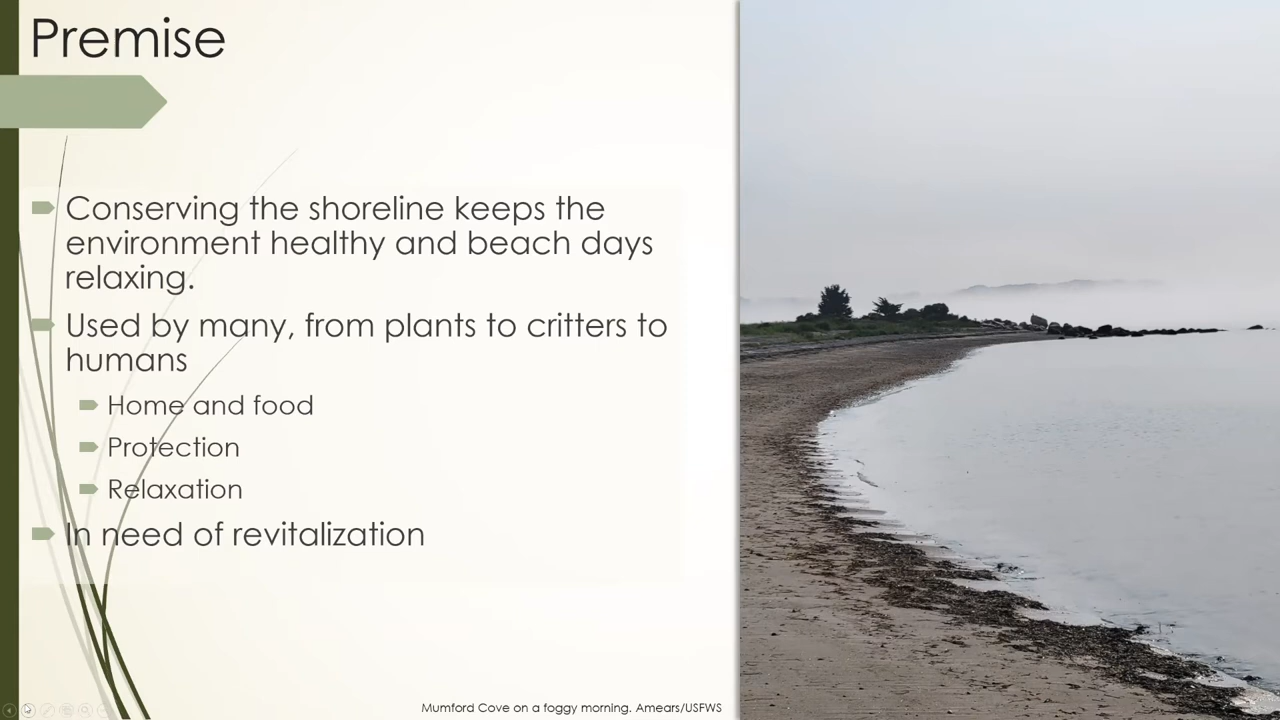 Premise
Conserving the shoreline keeps the
environment healthy and beach days
relaxing.
Used by many, from plants to critters to
humans
Home and food
Protection
Relaxation
In need of revitalization
Mumford Cove on a foggy morning. Amears/USFWS